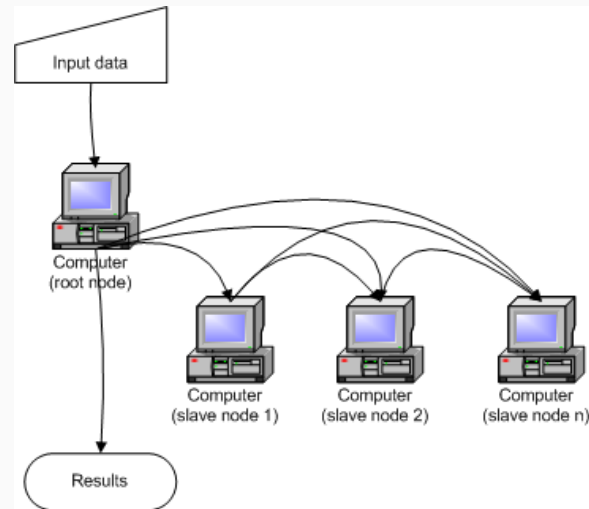 Input data
Computer
(root node)
Computer
(slave node 1)
Computer
(slave node 2)
Computer
(slave node n)
Results